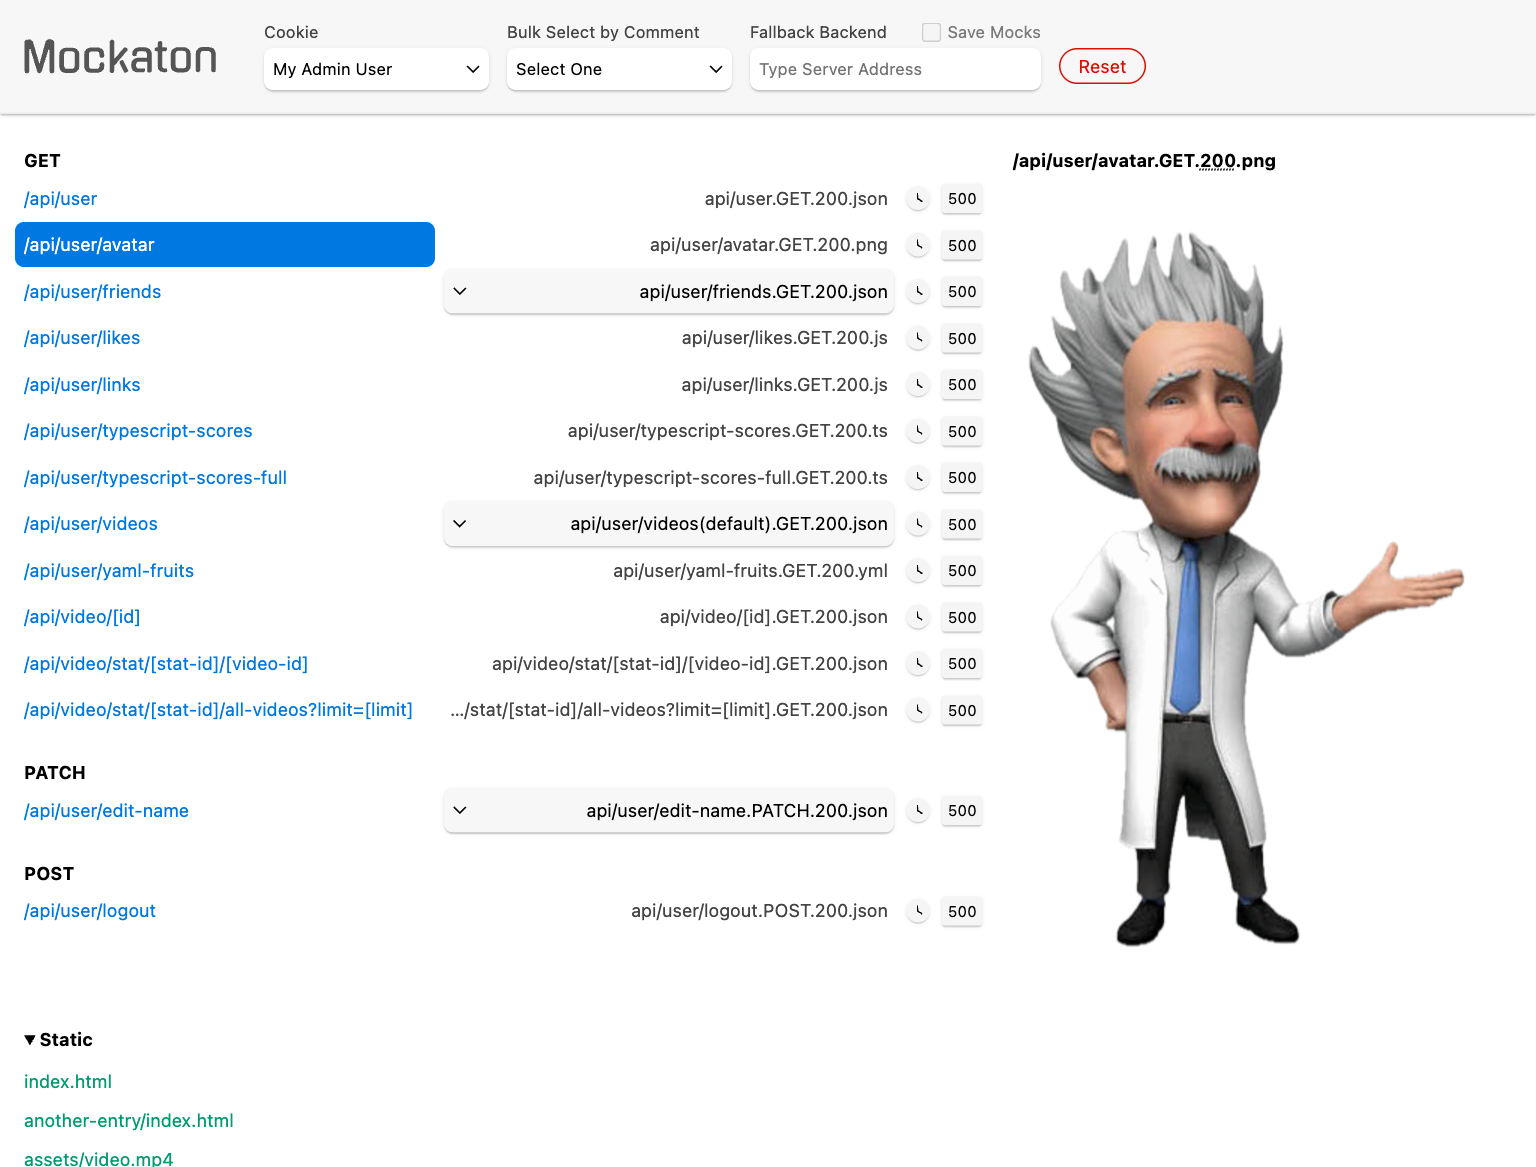 Mockaton
Cookie
My Admin User
Bulk Select by Comment
Select One
Fallback Backend
Save Mocks
Type Server Address
Reset
GET
/api/user api/user.GET.200.json 500
/api/user/avatar api/user/avatar.GET.200.png 500
/api/user/friends api/user/friends.GET.200.json 500
/api/user/likes api/user/likes.GET.200.js 500
/api/user/links api/user/links.GET.200.js 500
/api/user/typescript-scores api/user/typescript-scores.GET.200.ts 500
/api/user/typescript-scores-full api/user/typescript-scores-full.GET.200.ts 500
/api/user/videos api/user/videos(default).GET.200.json 500
/api/user/yaml-fruits api/user/yaml-fruits.GET.200.yml 500
/api/video/[id] api/video/[id].GET.200.json 500
/api/video/stat/[stat-id]/[video-id] api/video/stat/[stat-id]/[video-id].GET.200.json 500
/api/video/stat/[stat-id]/all-videos?limit=[limit] .../stat/[stat-id]/all-videos?limit=[limit].GET.200.json 500
PATCH
/api/user/edit-name api/user/edit-name.PATCH.200.json 500
POST
/api/user/logout api/user/logout.POST.200.json 500
▼ Static
index.html
another-entry/index.html
assets/video.mp4
/api/user/avatar.GET.200.png